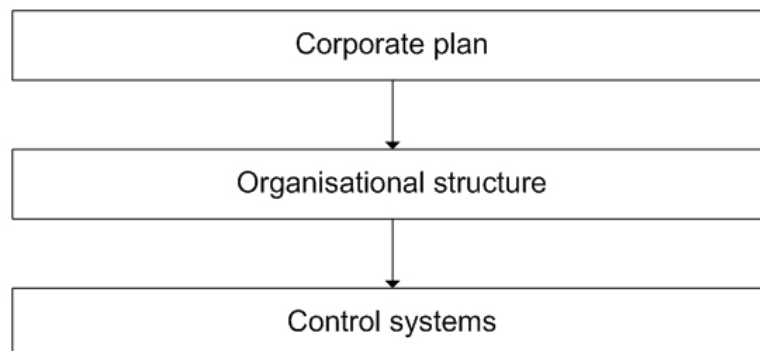 Corporate plan
Organisational structure
Control systems